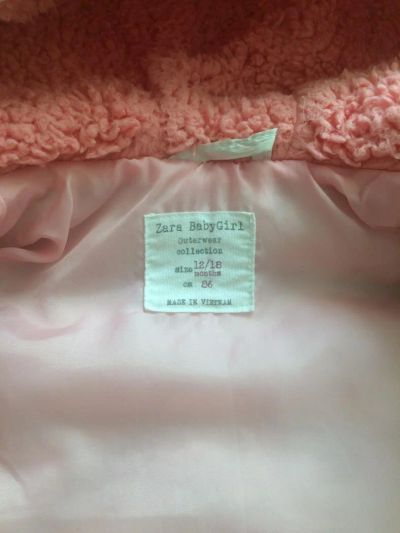 Zara BabyGirl
Outerwear
collection
size 12/18
months
cm 86
MADE IN VIETNAM